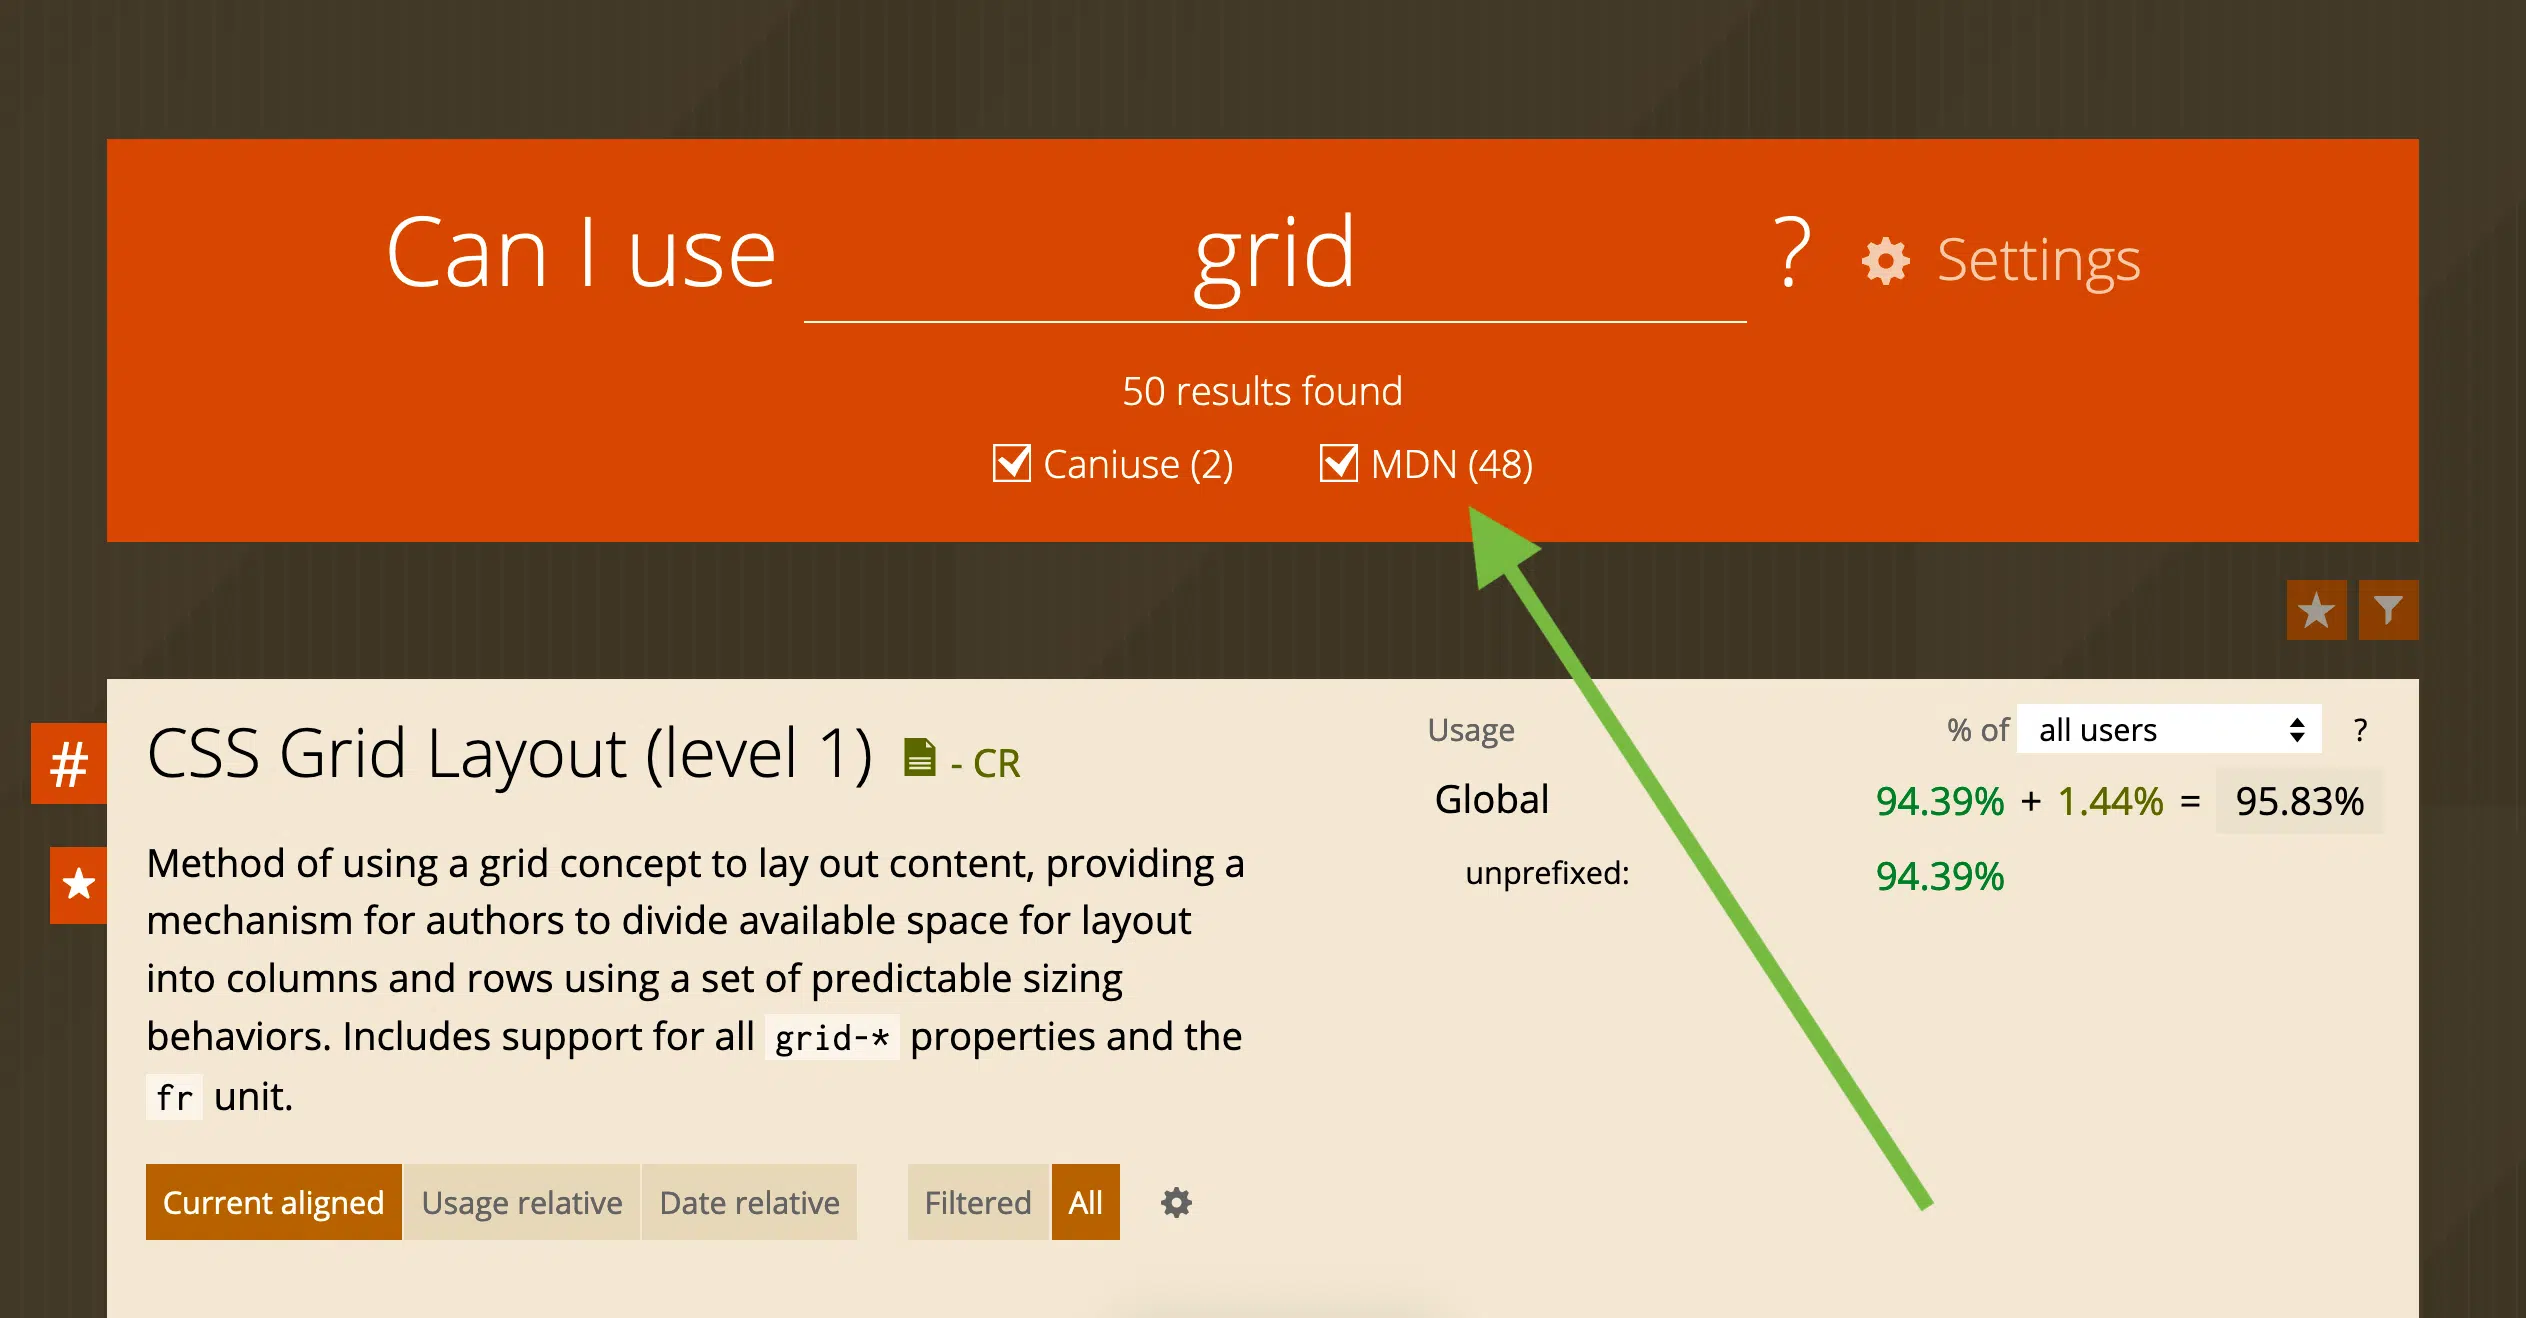 Can I use grid ? Settings
50 results found
Caniuse (2) MDN (48)
# CSS Grid Layout (level 1) - CR
Method of using a grid concept to lay out content, providing a
mechanism for authors to divide available space for layout
into columns and rows using a set of predictable sizing
behaviors. Includes support for all grid-* properties and the
fr unit.
Usage % of all users ?
Global 94.39% + 1.44% = 95.83%
unprefixed: 94.39%
Current aligned Usage relative Date relative Filtered All